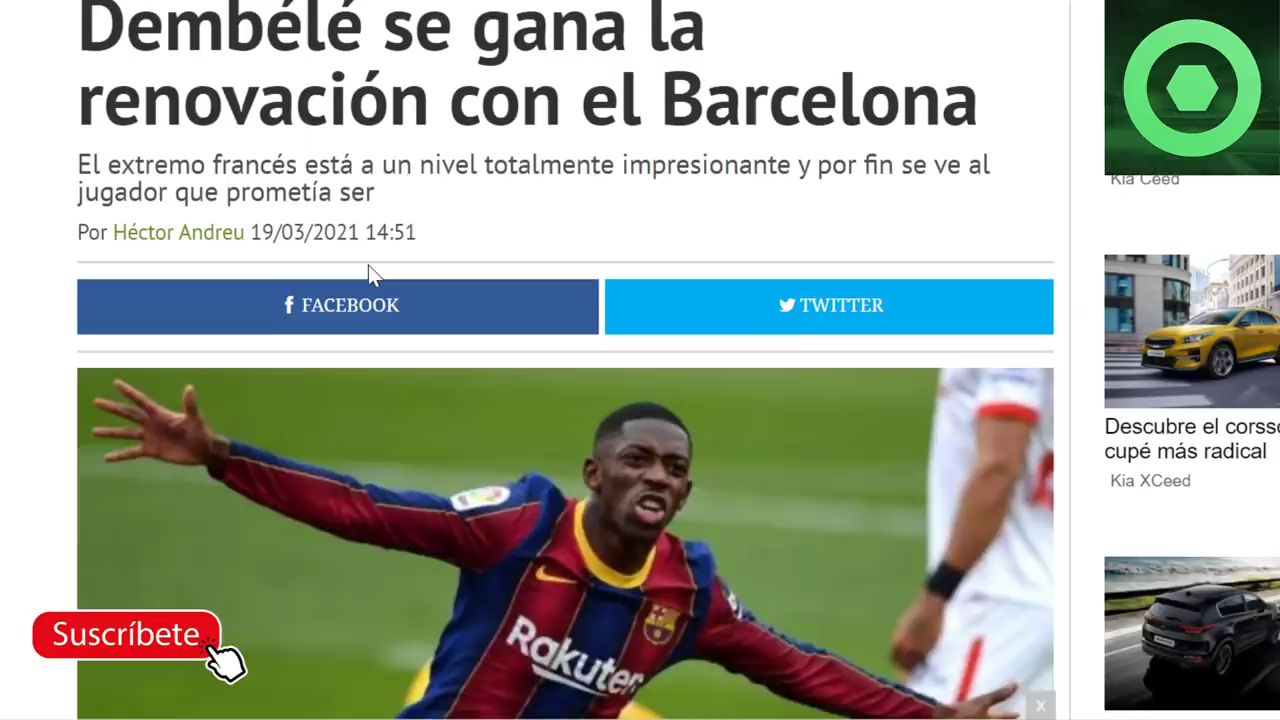 Dembélé se gana la
renovación con el Barcelona
El extremo francés está a un nivel totalmente impresionante y por fin se ve al
jugador que prometía ser
Por Héctor Andreu 19/03/2021 14:51
FACEBOOK
TWITTER
Rakuten
Suscríbete
Kia Ceed
Descubre el corsso
cupé más radical
Kia XCeed
x